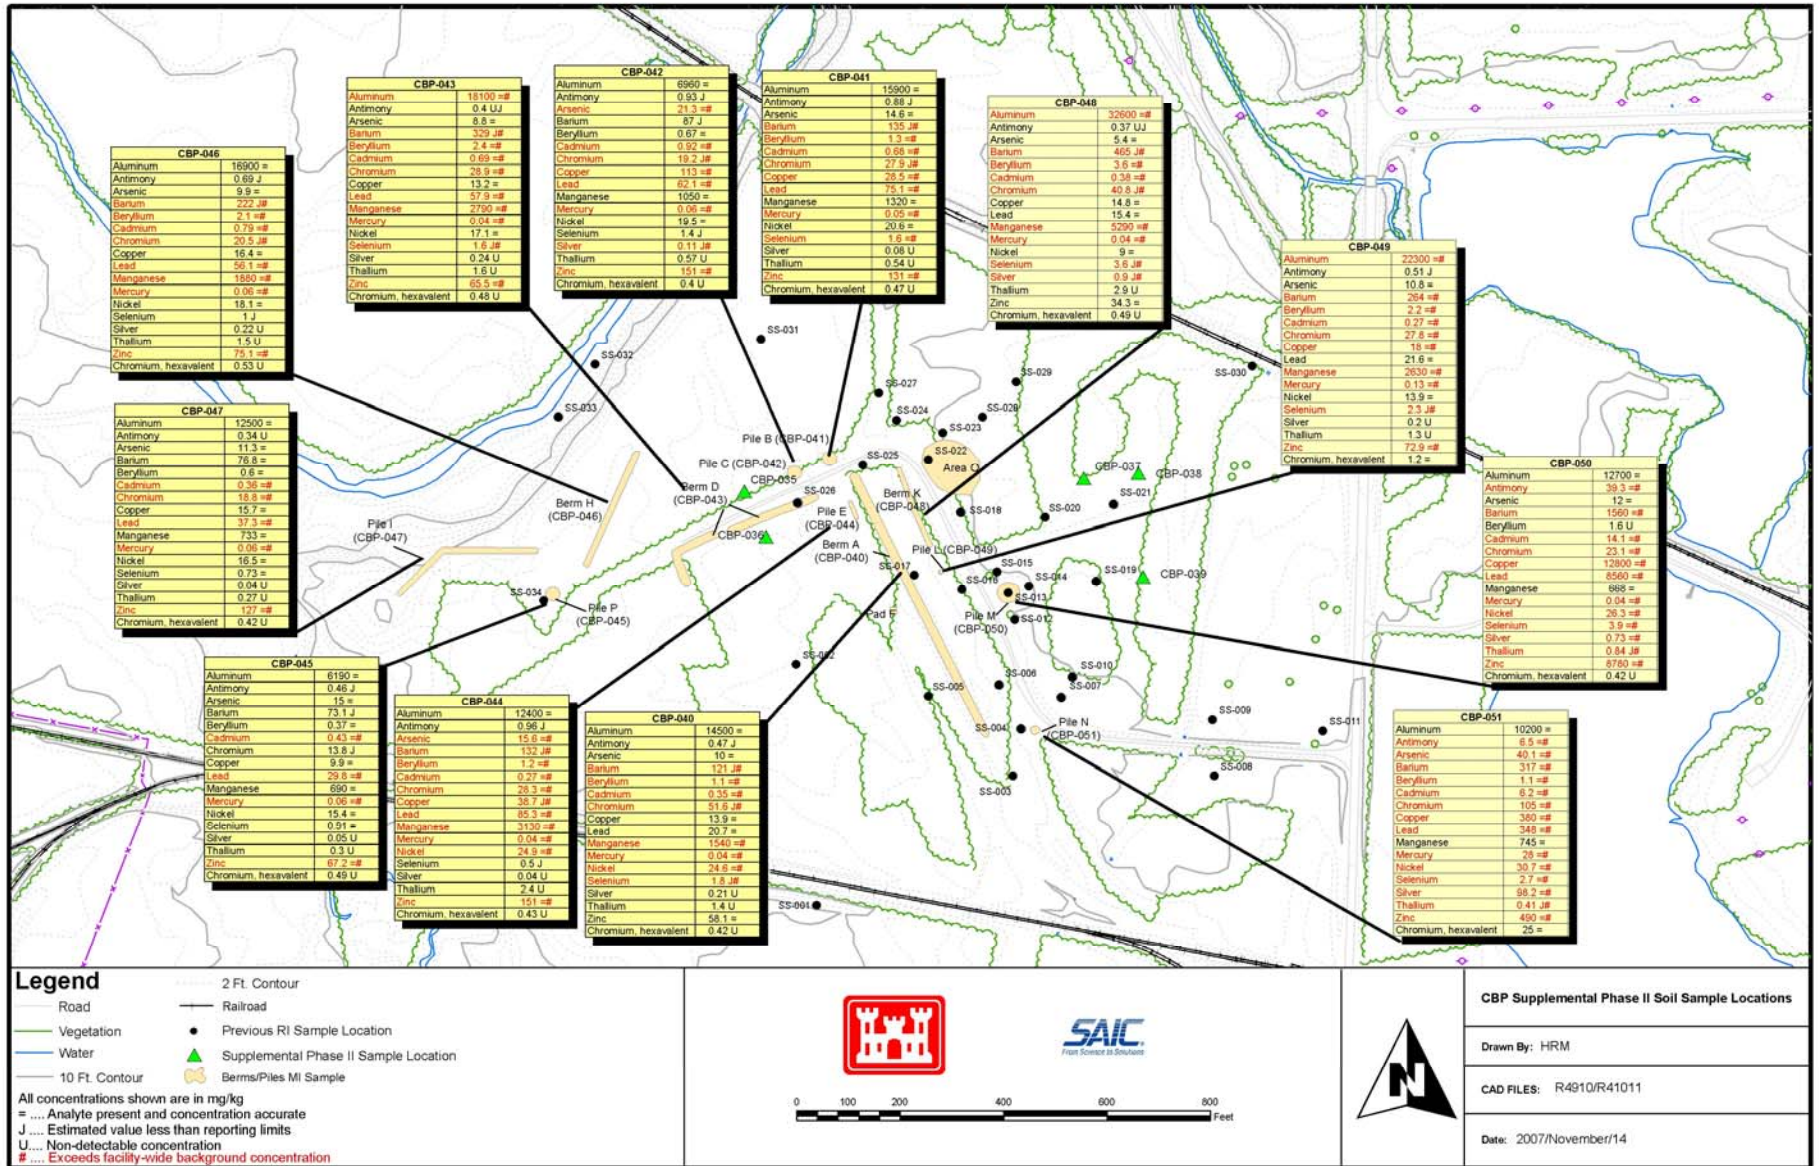 CBP-046
Aluminum 16900 =
Antimony 0.69 J
Arsenic 9.9 =
Barium 222 J#
Beryllium 2.1 =#
Cadmium 0.79 =#
Chromium 20.5 J#
Copper 16.4 =
Lead 56.1 =#
Manganese 1880 =#
Mercury 0.06 =#
Nickel 18.1 =
Selenium 1 J
Silver 0.22 U
Thallium 1.5 U
Zinc 75.1 =#
Chromium, hexavalent 0.53 U
CBP-043
Aluminum 18100 =#
Antimony 0.4 UJ
Arsenic 8.8 =
Barium 329 J#
Beryllium 2.4 =#
Cadmium 0.69 =#
Chromium 28.9 =#
Copper 13.2 =
Lead 57.9 =#
Manganese 2790 =#
Mercury 0.04 =#
Nickel 17.1 =
Selenium 1.6 J#
Silver 0.24 U
Thallium 1.6 U
Zinc 65.5 =#
Chromium, hexavalent 0.48 U
CBP-042
Aluminum 6960 =
Antimony 0.93 J
Arsenic 21.3 =#
Barium 87 J
Beryllium 0.67 =
Cadmium 0.92 =#
Chromium 19.2 J#
Copper 113 =#
Lead 62.1 =#
Manganese 1050 =
Mercury 0.06 =#
Nickel 19.5 =
Selenium 1.4 J
Silver 0.11 J#
Thallium 0.57 U
Zinc 151 =#
Chromium, hexavalent 0.4 U
CBP-041
Aluminum 15900 =
Antimony 0.88 J
Arsenic 14.6 =
Barium 135 J#
Beryllium 1.3 =#
Cadmium 0.68 =#
Chromium 27.9 J#
Copper 28.5 =#
Lead 75.1 =#
Manganese 1320 =
Mercury 0.05 =#
Nickel 20.6 =
Selenium 1.6 =#
Silver 0.08 U
Thallium 0.54 U
Zinc 131 =#
Chromium, hexavalent 0.47 U
CBP-048
Aluminum 32600 =#
Antimony 0.37 UJ
Arsenic 5.4 =
Barium 465 J#
Beryllium 3.6 =#
Cadmium 0.38 =#
Chromium 40.8 J#
Copper 14.8 =
Lead 15.4 =
Manganese 5290 =#
Mercury 0.04 =#
Nickel 9 =
Selenium 3.6 J#
Silver 0.9 J#
Thallium 2.9 U
Zinc 34.3 =
Chromium, hexavalent 0.49 U
CBP-049
Aluminum 22300 =#
Antimony 0.51 J
Arsenic 10.8 =
Barium 264 =#
Beryllium 2.2 =#
Cadmium 0.27 =#
Chromium 27.8 =#
Copper 18 =#
Lead 21.6 =
Manganese 2630 =#
Mercury 0.13 =#
Nickel 13.9 =
Selenium 2.3 J#
Silver 0.2 U
Thallium 1.3 U
Zinc 72.9 =#
Chromium, hexavalent 1.2 =
CBP-047
Aluminum 12500 =
Antimony 0.34 U
Arsenic 11.3 =
Barium 76.8 =
Beryllium 0.6 =
Cadmium 0.36 =#
Chromium 18.8 =#
Copper 15.7 =
Lead 37.3 =#
Manganese 733 =
Mercury 0.06 =#
Nickel 16.5 =
Selenium 0.73 =
Silver 0.04 U
Thallium 0.27 U
Zinc 127 =#
Chromium, hexavalent 0.42 U
CBP-050
Aluminum 12700 =
Antimony 39.3 =#
Arsenic 12 =
Barium 1560 =#
Beryllium 1.6 U
Cadmium 14.1 =#
Chromium 23.1 =#
Copper 12800 =#
Lead 8560 =#
Manganese 668 =
Mercury 0.04 =#
Nickel 26.3 =#
Selenium 3.9 =#
Silver 0.73 =#
Thallium 0.84 J#
Zinc 8780 =#
Chromium, hexavalent 0.42 U
CBP-045
Aluminum 6190 =
Antimony 0.46 J
Arsenic 15 =
Barium 73.1 J
Beryllium 0.37 =
Cadmium 0.43 =#
Chromium 13.8 J
Copper 9.9 =
Lead 29.8 =#
Manganese 690 =
Mercury 0.06 =#
Nickel 15.4 =
Selenium 0.91 =
Silver 0.05 U
Thallium 0.3 U
Zinc 67.2 =#
Chromium, hexavalent 0.49 U
CBP-044
Aluminum 12400 =
Antimony 0.96 J
Arsenic 15.6 =#
Barium 132 J#
Beryllium 1.2 =#
Cadmium 0.27 =#
Chromium 28.3 =#
Copper 38.7 J#
Lead 85.3 =#
Manganese 3130 =#
Mercury 0.04 =#
Nickel 24.9 =#
Selenium 0.5 J
Silver 0.04 U
Thallium 2.4 U
Zinc 151 =#
Chromium, hexavalent 0.43 U
CBP-040
Aluminum 14500 =
Antimony 0.47 J
Arsenic 10 =
Barium 121 J#
Beryllium 1.1 =#
Cadmium 0.35 =#
Chromium 51.6 J#
Copper 13.9 =
Lead 20.7 =
Manganese 1540 =#
Mercury 0.04 =#
Nickel 24.6 =#
Selenium 1.8 J#
Silver 0.21 U
Thallium 1.4 U
Zinc 58.1 =
Chromium, hexavalent 0.42 U
CBP-051
Aluminum 10200 =
Antimony 6.5 =#
Arsenic 40.1 =#
Barium 317 =#
Beryllium 1.1 =#
Cadmium 6.2 =#
Chromium 105 =#
Copper 380 =#
Lead 348 =#
Manganese 745 =
Mercury 28 =#
Nickel 30.7 =#
Selenium 2.7 =#
Silver 98.2 =#
Thallium 0.41 J#
Zinc 490 =#
Chromium, hexavalent 25 =
SS-031
SS-032
SS-033
SS-027
SS-029
SS-030
SS-024
SS-028
SS-023
Pile B (CBP-041)
SS-025
SS-022
Area O
Pile C (CBP-042)
CBP-035
CBP-037
CBP-038
Berm D
(CBP-043)
SS-026
Berm K
(CBP-048)
SS-021
Berm H
(CBP-046)
Pile E
(CBP-044)
SS-018
SS-020
Pile I
(CBP-047)
CBP-036
Berm A
(CBP-040)
Pile L (CBP-049)
SS-017
SS-015
SS-016
SS-014
SS-019
CBP-039
SS-013
SS-034
Pile P
(CBP-045)
Pad F
Pile M
(CBP-050)
SS-012
SS-002
SS-005
SS-006
SS-010
SS-007
SS-004
Pile N
(CBP-051)
SS-009
SS-011
SS-003
SS-008
SS-001
Legend
Road
Vegetation
Water
10 Ft. Contour
2 Ft. Contour
Railroad
Previous RI Sample Location
Supplemental Phase II Sample Location
Berms/Piles MI Sample
All concentrations shown are in mg/kg
= .... Analyte present and concentration accurate
J .... Estimated value less than reporting limits
U.... Non-detectable concentration
# .... Exceeds facility-wide background concentration
SAIC
From Science to Solutions
0 100 200 400 600 800
Feet
N
CBP Supplemental Phase II Soil Sample Locations
Drawn By: HRM
CAD FILES: R4910/R41011
Date: 2007/November/14